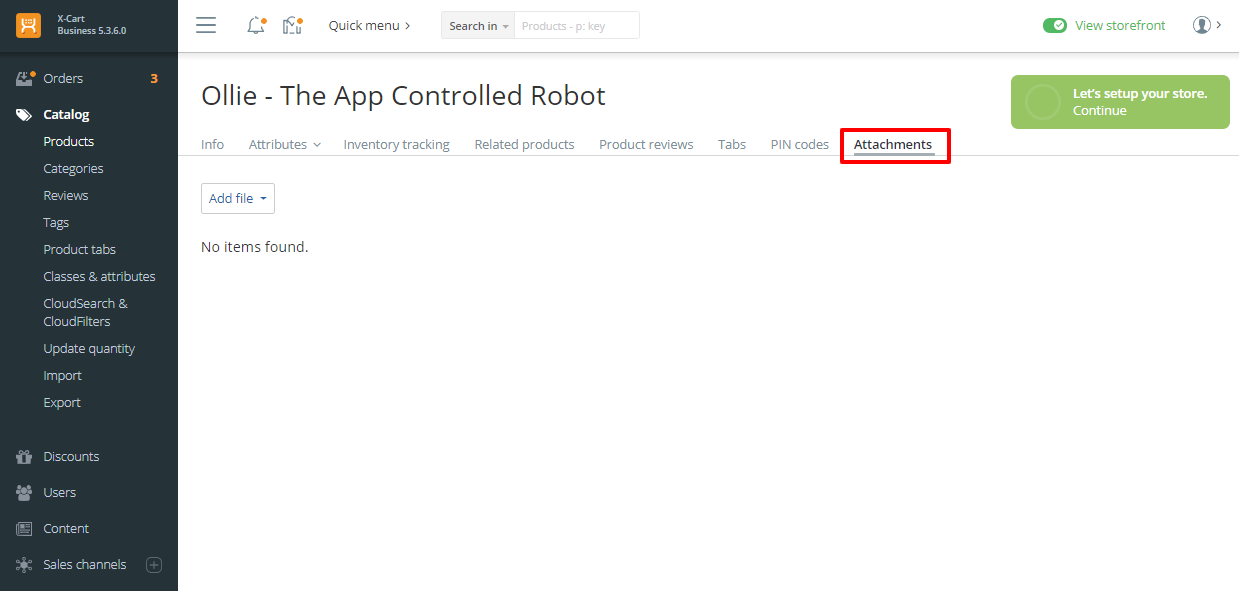 X-Cart
Business 5.3.6.0
Quick menu
Search in
Products - p: key
View storefront
Orders
3
Catalog
Products
Categories
Reviews
Tags
Product tabs
Classes & attributes
CloudSearch &
CloudFilters
Update quantity
Import
Export
Discounts
Users
Content
Sales channels
Ollie - The App Controlled Robot
Let's setup your store.
Continue
Info
Attributes
Inventory tracking
Related products
Product reviews
Tabs
PIN codes
Attachments
Add file
No items found.